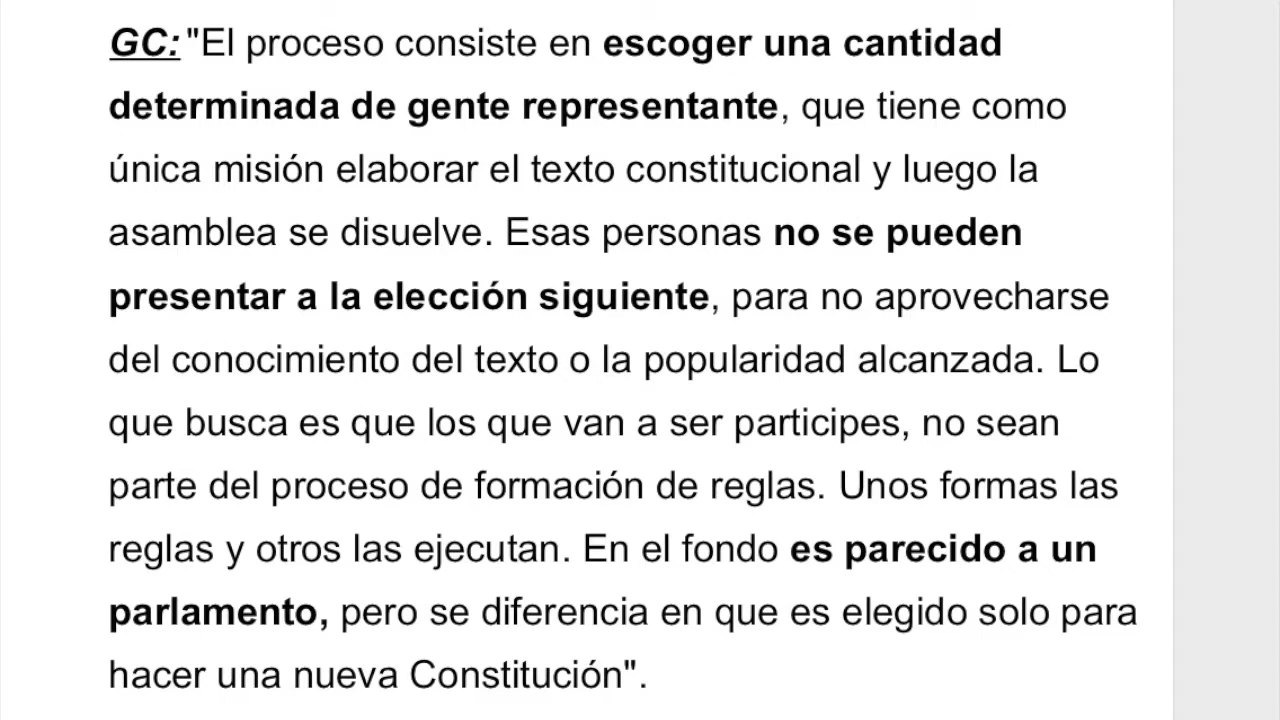 GC: "El proceso consiste en escoger una cantidad
determinada de gente representante, que tiene como
única misión elaborar el texto constitucional y luego la
asamblea se disuelve. Esas personas no se pueden
presentar a la elección siguiente, para no aprovecharse
del conocimiento del texto o la popularidad alcanzada. Lo
que busca es que los que van a ser participes, no sean
parte del proceso de formación de reglas. Unos formas las
reglas y otros las ejecutan. En el fondo es parecido a un
parlamento, pero se diferencia en que es elegido solo para
hacer una nueva Constitución".